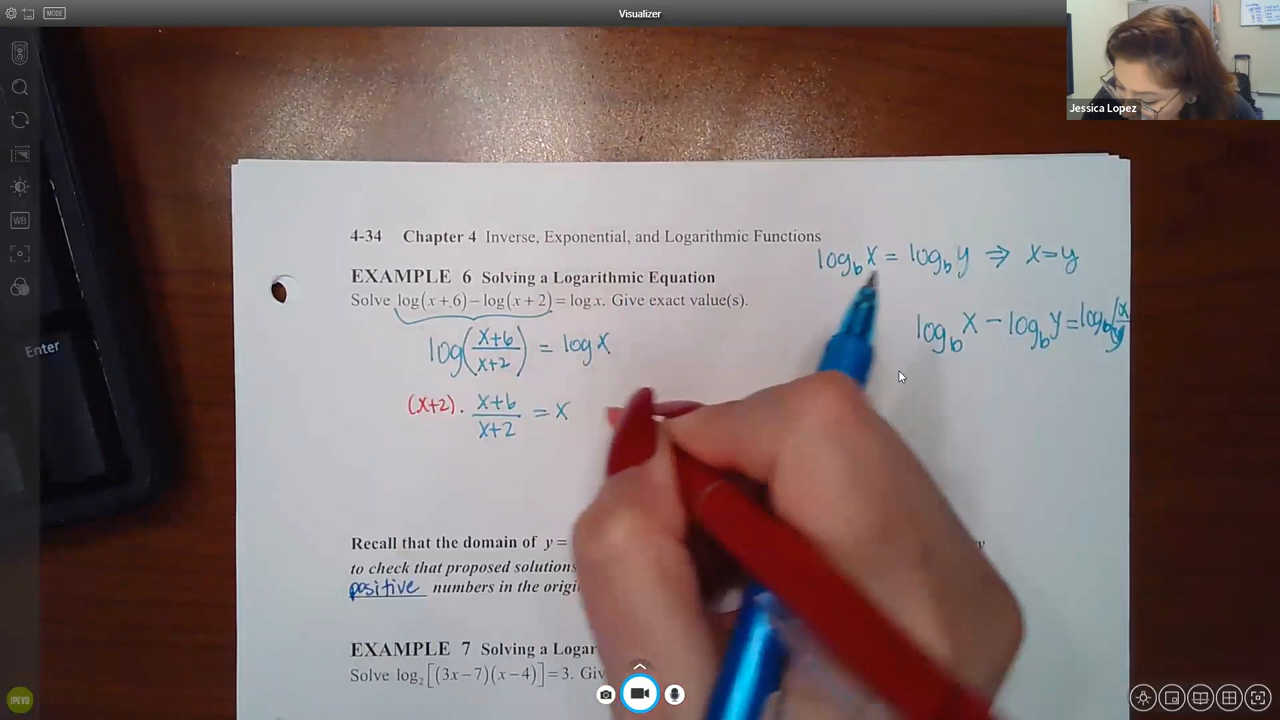 MODE
Visualizer
Jessica Lopez
WB
Enter
4-34 Chapter 4 Inverse, Exponential, and Logarithmic Functions
log_b x = log_b y ⇒ x=y
EXAMPLE 6 Solving a Logarithmic Equation
Solve log(x+6)−log(x+2)=log x. Give exact value(s).
log_b x − log_b y = log_b (x/y)
log((x+6)/(x+2)) = log x
(x+2) · (x+6)/(x+2) = x
Recall that the domain of y =
to check that proposed solutions
positive numbers in the origi
EXAMPLE 7 Solving a Logar
Solve log₂[(3x−7)(x−4)]=3. Giv
IPEVO